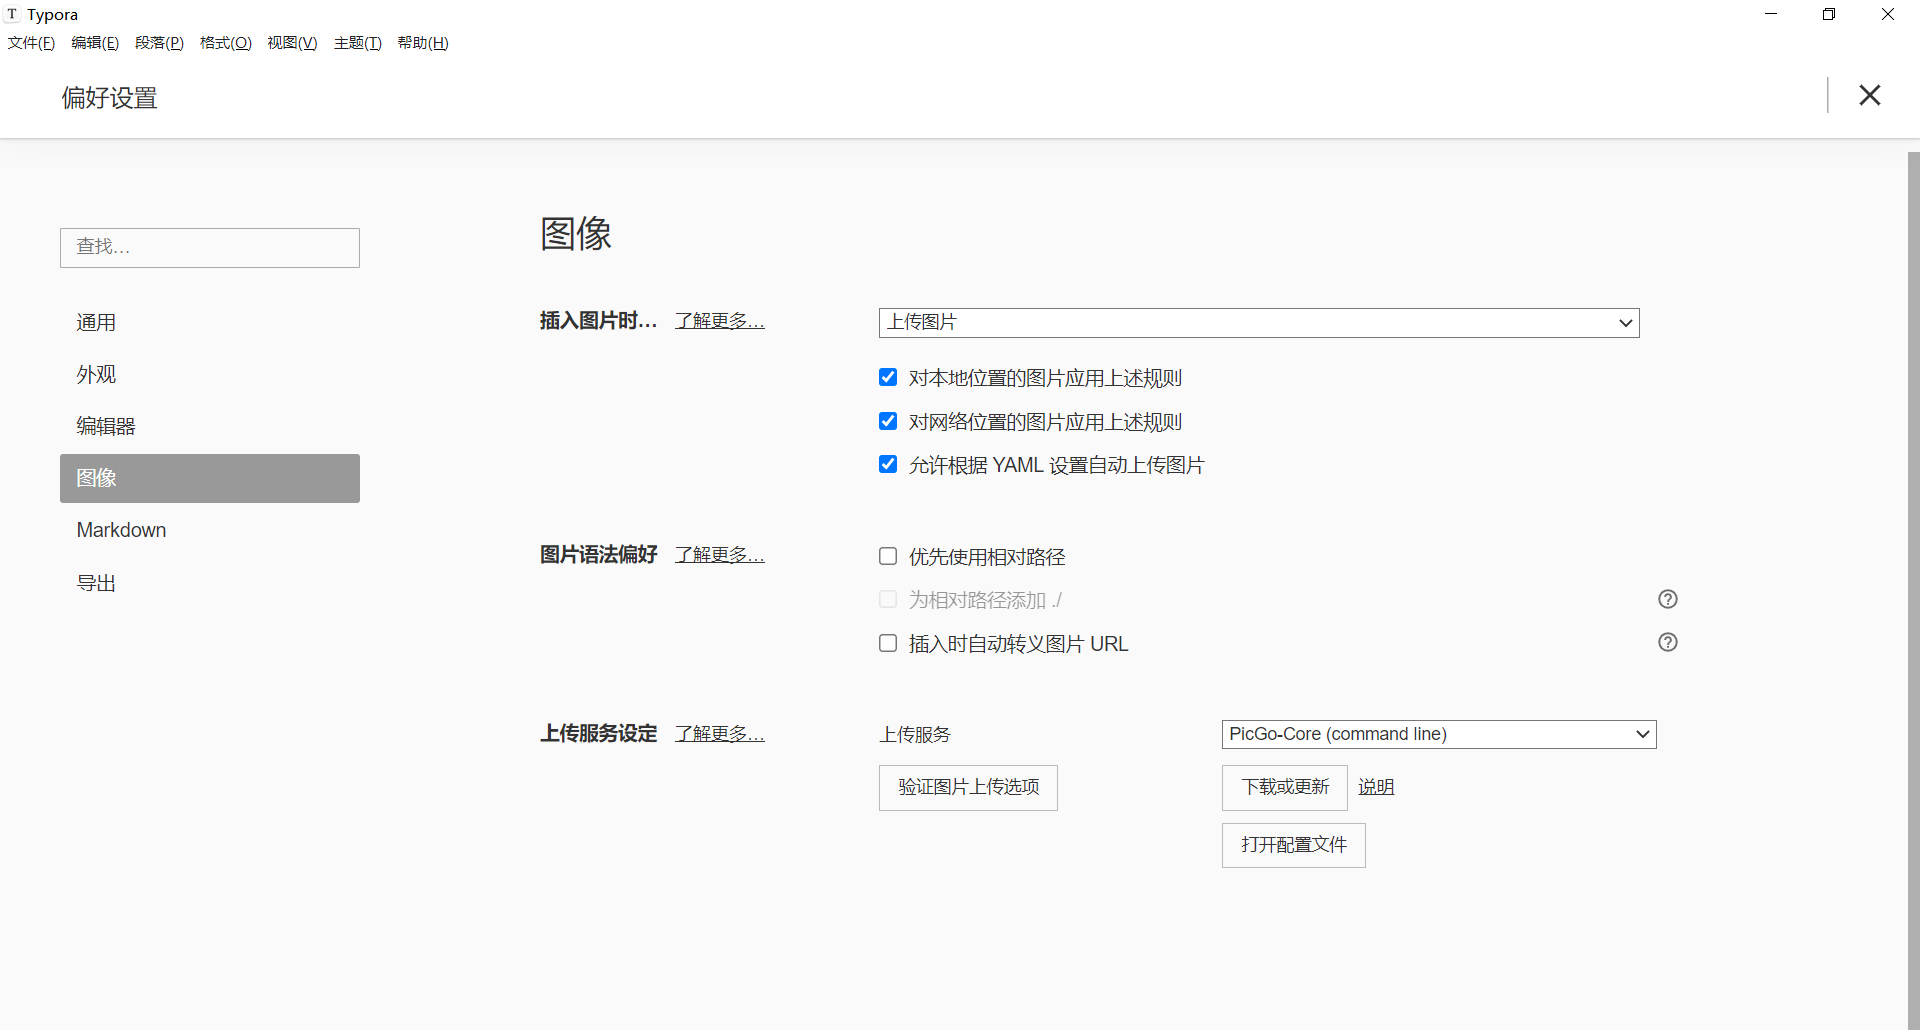 Typora
文件(F) 编辑(E) 段落(P) 格式(O) 视图(V) 主题(T) 帮助(H)
偏好设置
查找…
通用
外观
编辑器
图像
Markdown
导出
图像
插入图片时… 了解更多… 上传图片
对本地位置的图片应用上述规则
对网络位置的图片应用上述规则
允许根据 YAML 设置自动上传图片
图片语法偏好 了解更多… 优先使用相对路径
为相对路径添加 ./
插入时自动转义图片 URL
上传服务设定 了解更多… 上传服务 PicGo-Core (command line)
验证图片上传选项 下载或更新 说明
打开配置文件